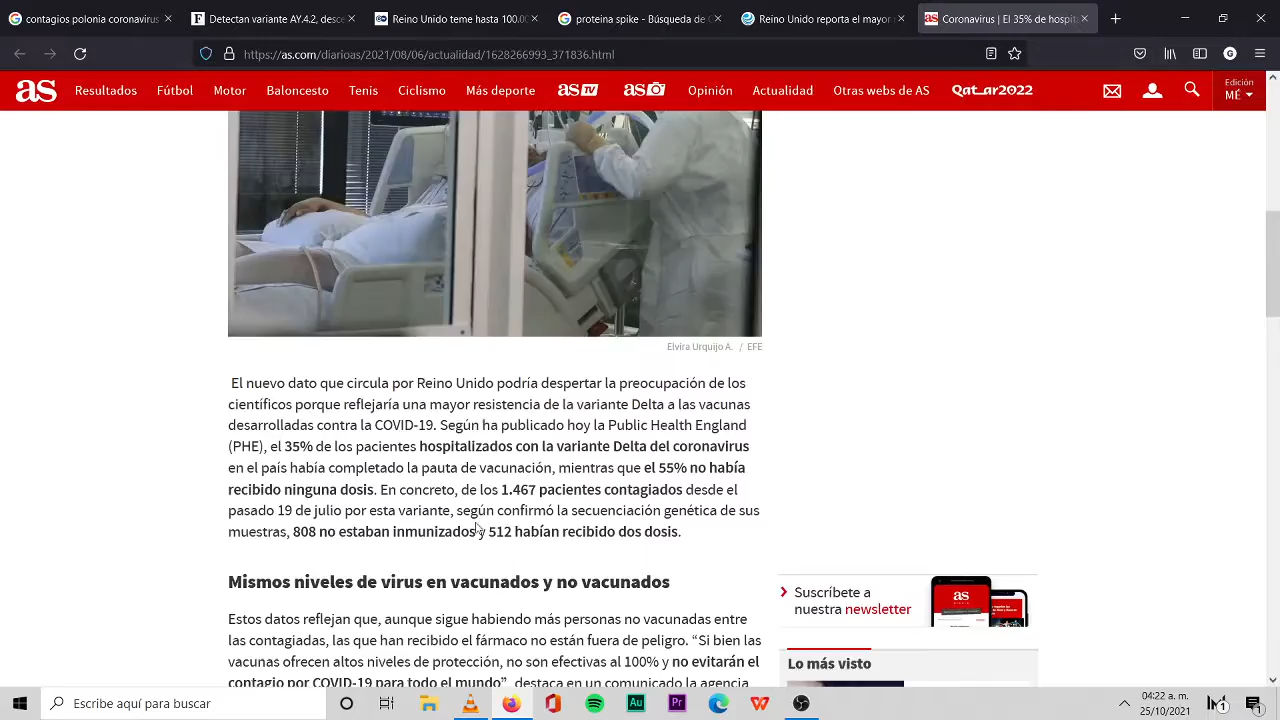 coronavirus polonia
Detectan variante AY.42, desc
Reino Unido teme hasta 100.00
proteina spike - Búsqueda de G
Reino Unido reporta el mayor
Coronavirus | El 35% de hospit
https://as.com/diarioas/2021/08/06/actualidad/1628266993_371836.html
as
Resultados
Fútbol
Motor
Baloncesto
Tenis
Ciclismo
Más deporte
as TV
as
Opinión
Actualidad
Otras webs de AS
Qatar2022
Edición
MÉ
Elvira Urquijo A. / EFE
El nuevo dato que circula por Reino Unido podría despertar la preocupación de los
científicos porque reflejaría una mayor resistencia de la variante Delta a las vacunas
desarrolladas contra la COVID-19. Según ha publicado hoy la Public Health England
(PHE), el 35% de los pacientes hospitalizados con la variante Delta del coronavirus
en el país había completado la pauta de vacunación, mientras que el 55% no había
recibido ninguna dosis. En concreto, de los 1.467 pacientes contagiados desde el
pasado 19 de julio por esta variante, según confirmó la secuenciación genética de sus
muestras, 808 no estaban inmunizados y 512 habían recibido dos dosis.
Mismos niveles de virus en vacunados y no vacunados
Estos datos reflejan que, aunque sigue habiendo más personas no vacunadas entre
las contagiadas, las que han recibido el fármaco no están fuera de peligro. “Si bien las
vacunas ofrecen altos niveles de protección, no son efectivas al 100% y no evitarán el
contagio por COVID-19 para todo el mundo”, destaca en un comunicado la agencia
Suscríbete a
nuestra newsletter
as
Lo más visto
Escribe aquí para buscar
Au
Pr
04:22 a. m.
25/10/2021
1
1